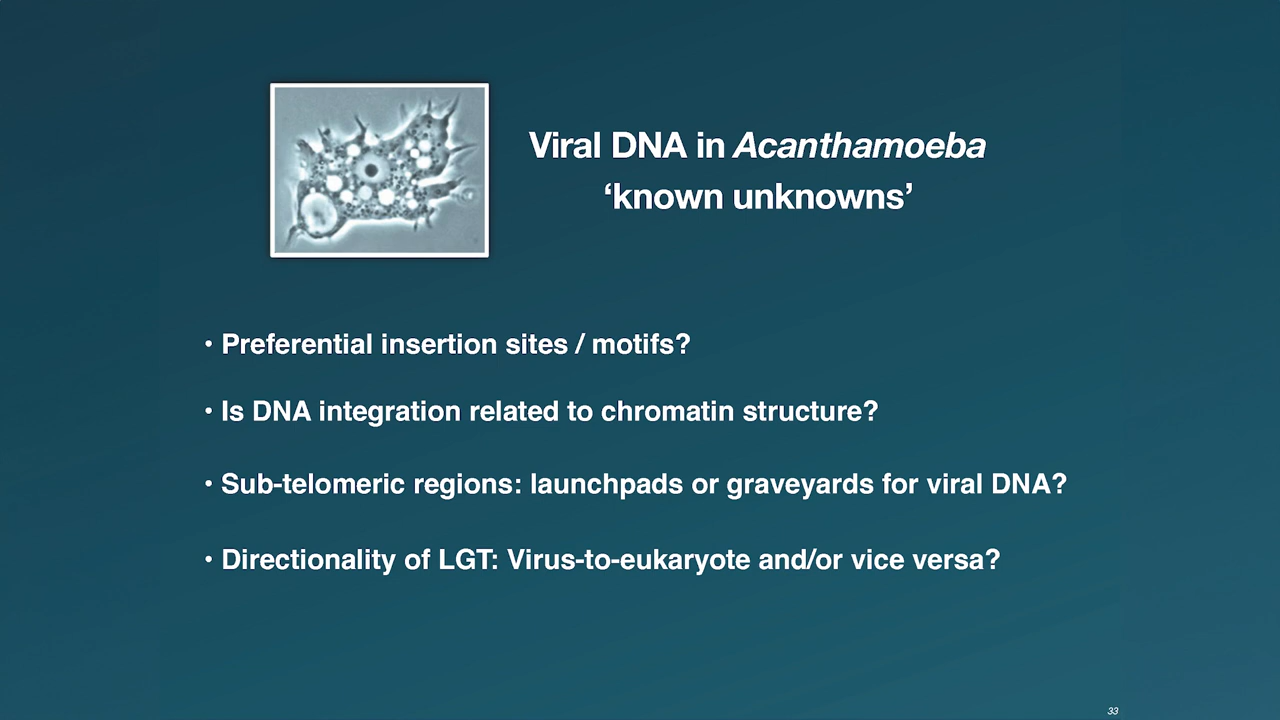 Viral DNA in Acanthamoeba
‘known unknowns’
• Preferential insertion sites / motifs?
• Is DNA integration related to chromatin structure?
• Sub-telomeric regions: launchpads or graveyards for viral DNA?
• Directionality of LGT: Virus-to-eukaryote and/or vice versa?
33